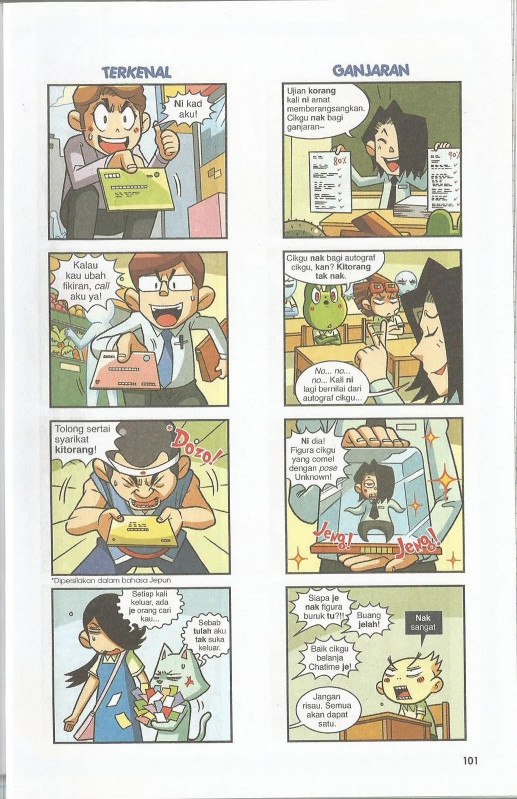 TERKENAL
Ni kad
aku!
Kalau
kau ubah
fikiran, call
aku ya!
Tolong sertai
syarikat
kitorang!
*Dozo!
*Dipersilakan dalam bahasa Jepun
Setiap kali
keluar, ada
je orang cari
kau...
Sebab
tulah aku
tak suka
keluar.
GANJARAN
Ujian korang
kali ni amat
memberangsangkan.
Cikgu nak bagi
ganjaran~
80%
90%
Cikgu nak bagi autograf
cikgu, kan? Kitorang
tak nak.
No... no...
no... Kali ni
lagi bernilai dari
autograf cikgu...
Ni dia!
Figura cikgu
yang comel
dengan pose
Unknown!
Jeng!
Jeng!
Siapa je
nak figura
buruk tu?!!
Buang
jelah!
Nak
sangat
Baik cikgu
belanja
Chatime je!
Jangan
risau. Semua
akan dapat
satu.
101